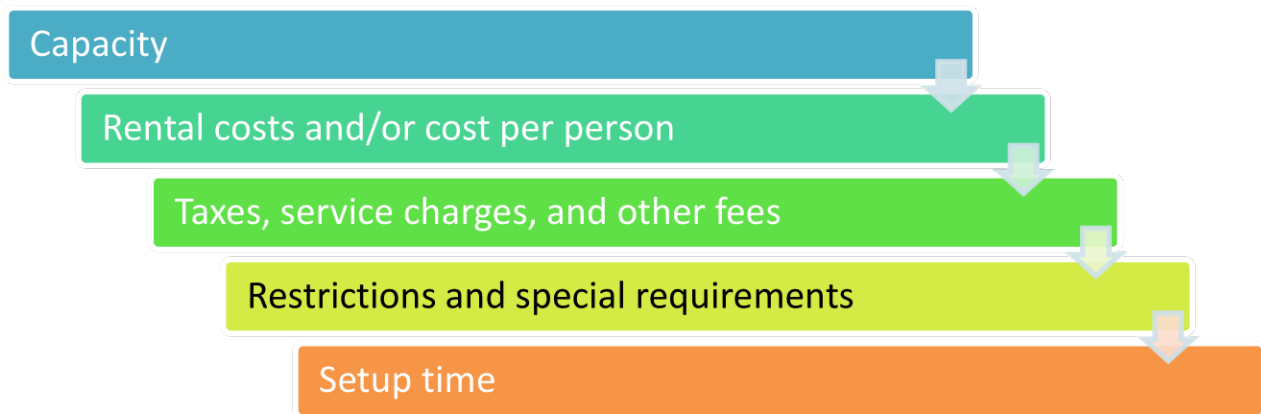 Capacity
Rental costs and/or cost per person
Taxes, service charges, and other fees
Restrictions and special requirements
Setup time